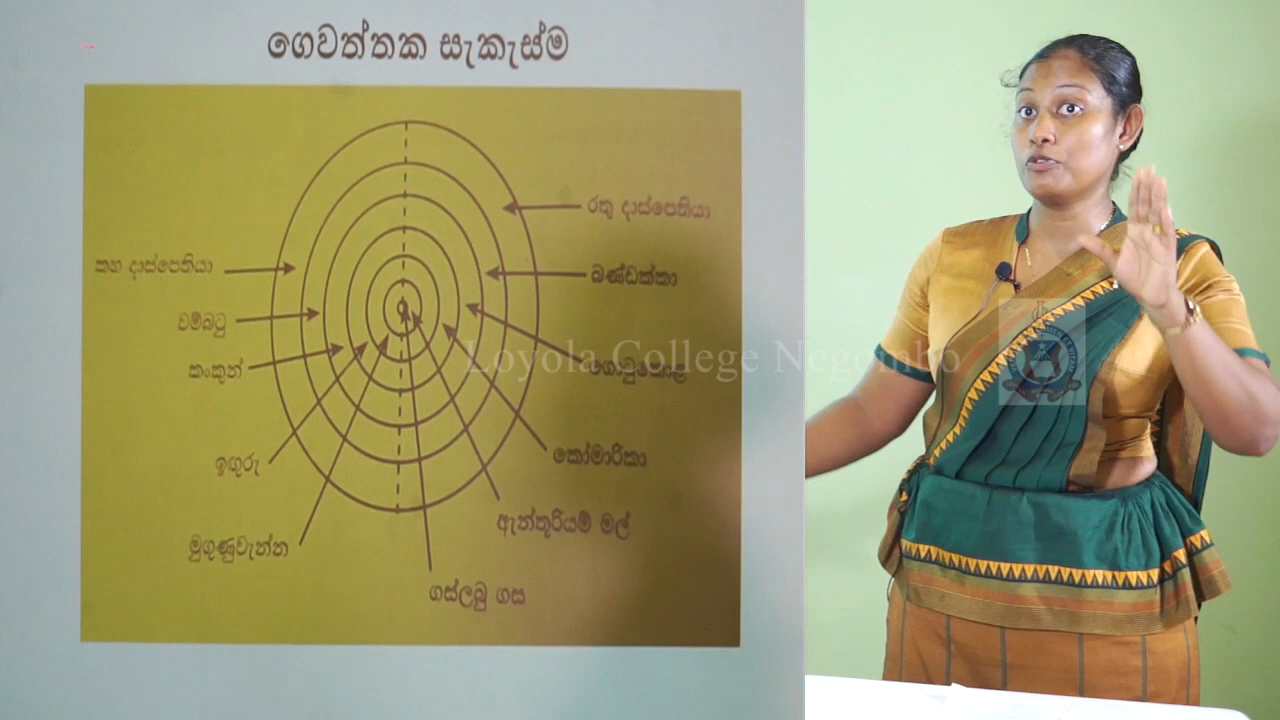 ගෙවත්තක සැකැස්ම
රතු දාස්පෙතියා
කහ දාස්පෙතියා
බණ්ඩක්කා
වම්බටු
Loyola College Negombo
ගොටුකොළ
කංකුන්
කෝමාරිකා
ඉඟුරු
ඇන්තූරියම් මල්
මුගුණුවැන්න
ගස්ලබු ගස